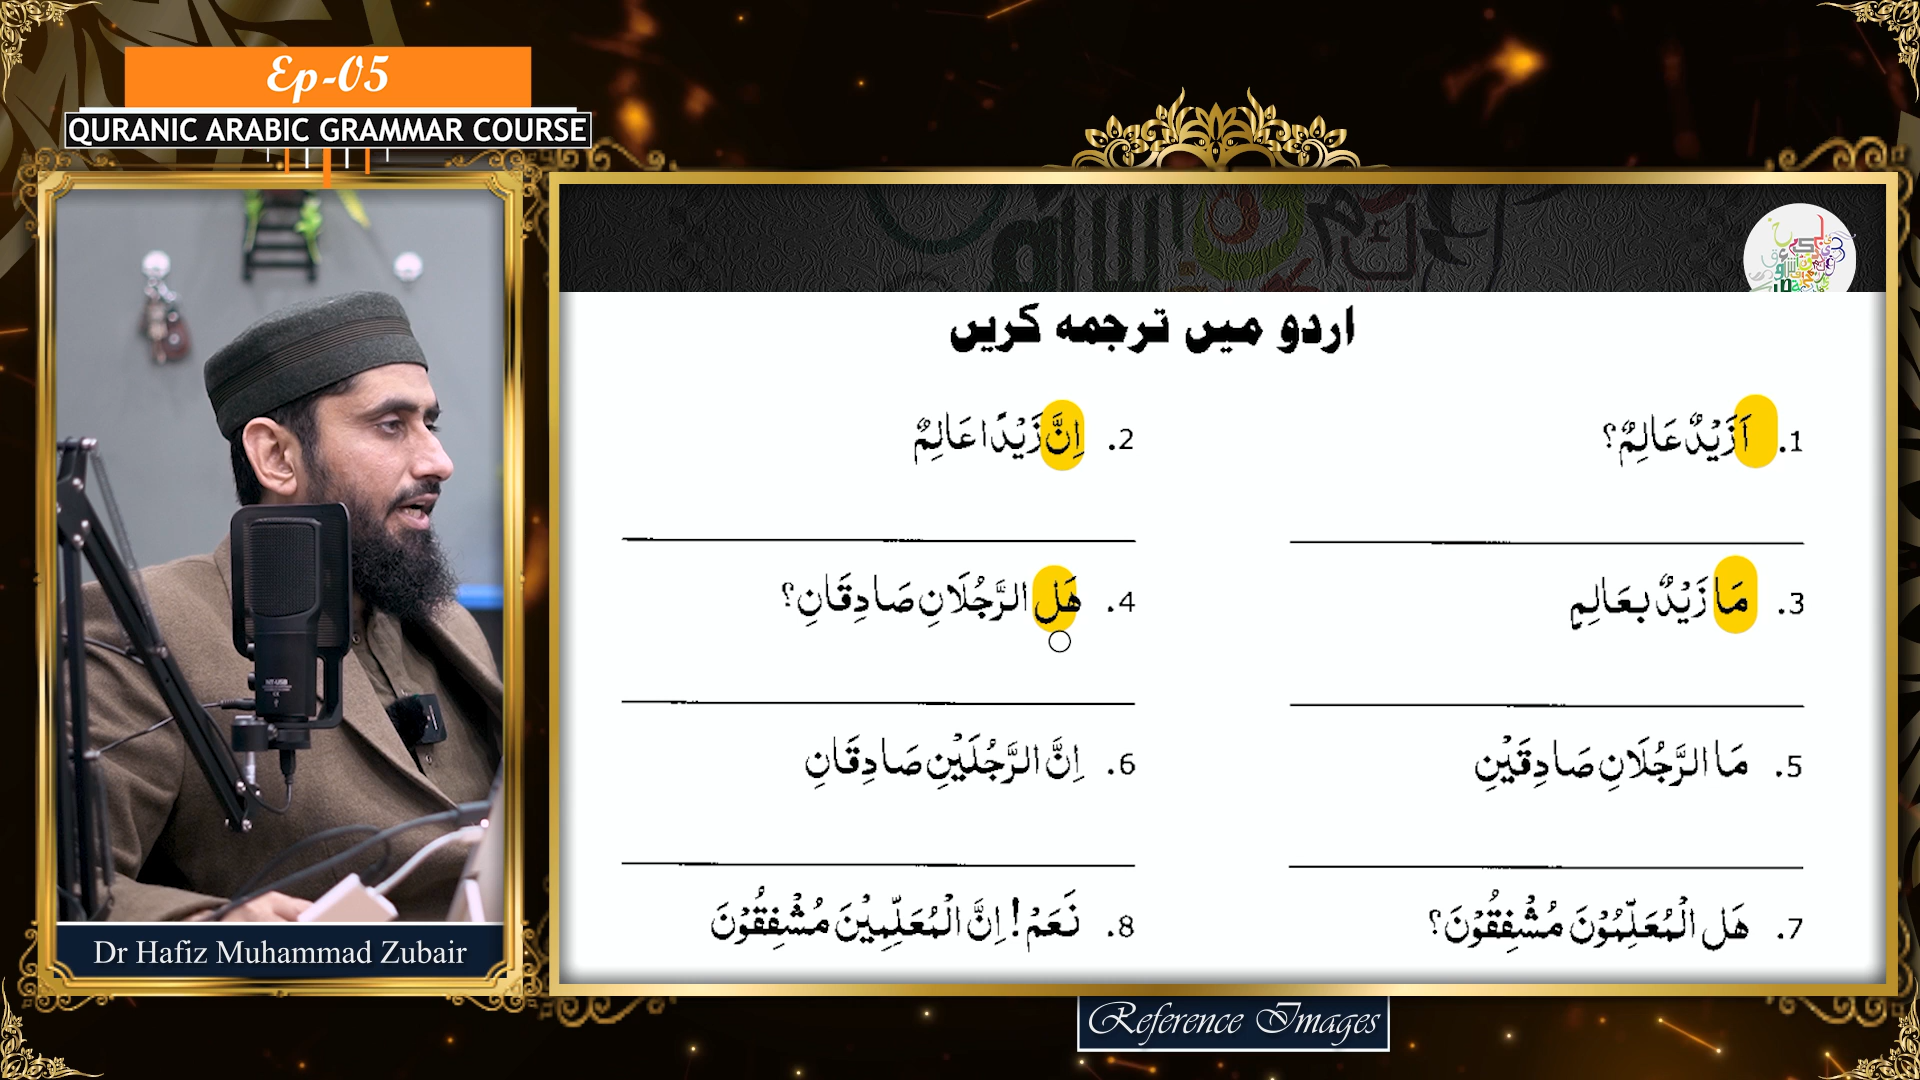 Ep-05
QURANIC ARABIC GRAMMAR COURSE
اردو میں ترجمہ کریں
1. اَزَيْدٌ عَالِمٌ؟
2. اِنَّ زَيْدًا عَالِمٌ
3. مَا زَيْدٌ بِعَالِمٍ
4. هَلِ الرَّجُلَانِ صَادِقَانِ؟
5. مَا الرَّجُلَانِ صَادِقَيْنِ
6. اِنَّ الرَّجُلَيْنِ صَادِقَانِ
7. هَلِ الْمُعَلِّمُوْنَ مُشْفِقُوْنَ؟
8. نَعَمْ! اِنَّ الْمُعَلِّمِيْنَ مُشْفِقُوْنَ
Dr Hafiz Muhammad Zubair
Reference Images